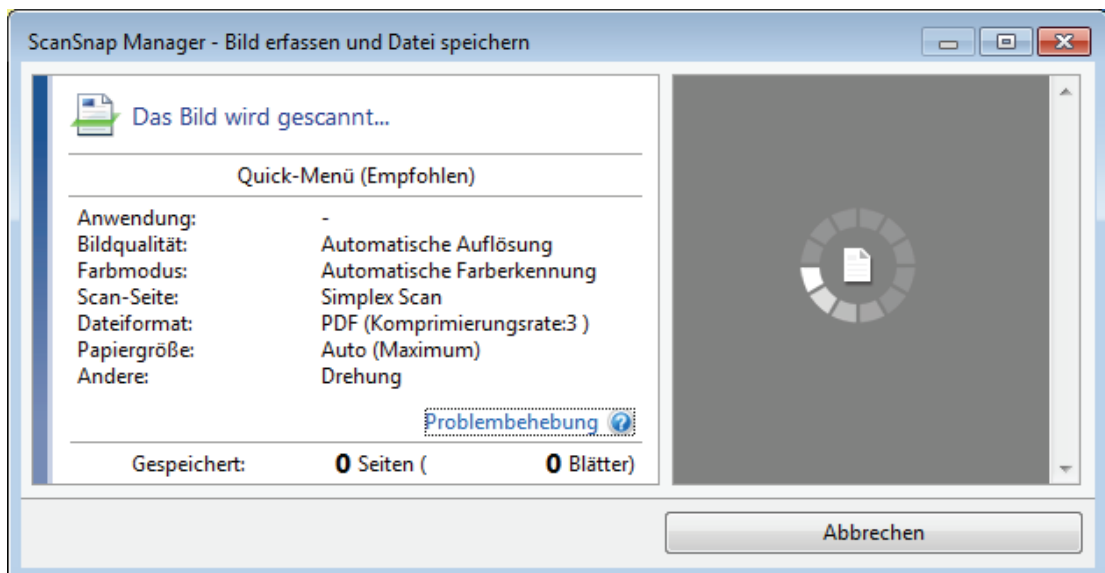 ScanSnap Manager - Bild erfassen und Datei speichern
Das Bild wird gescannt...
Quick-Menü (Empfohlen)
Anwendung: -
Bildqualität: Automatische Auflösung
Farbmodus: Automatische Farberkennung
Scan-Seite: Simplex Scan
Dateiformat: PDF (Komprimierungsrate:3 )
Papiergröße: Auto (Maximum)
Andere: Drehung
Problembehebung ?
Gespeichert: 0 Seiten ( 0 Blätter)
Abbrechen